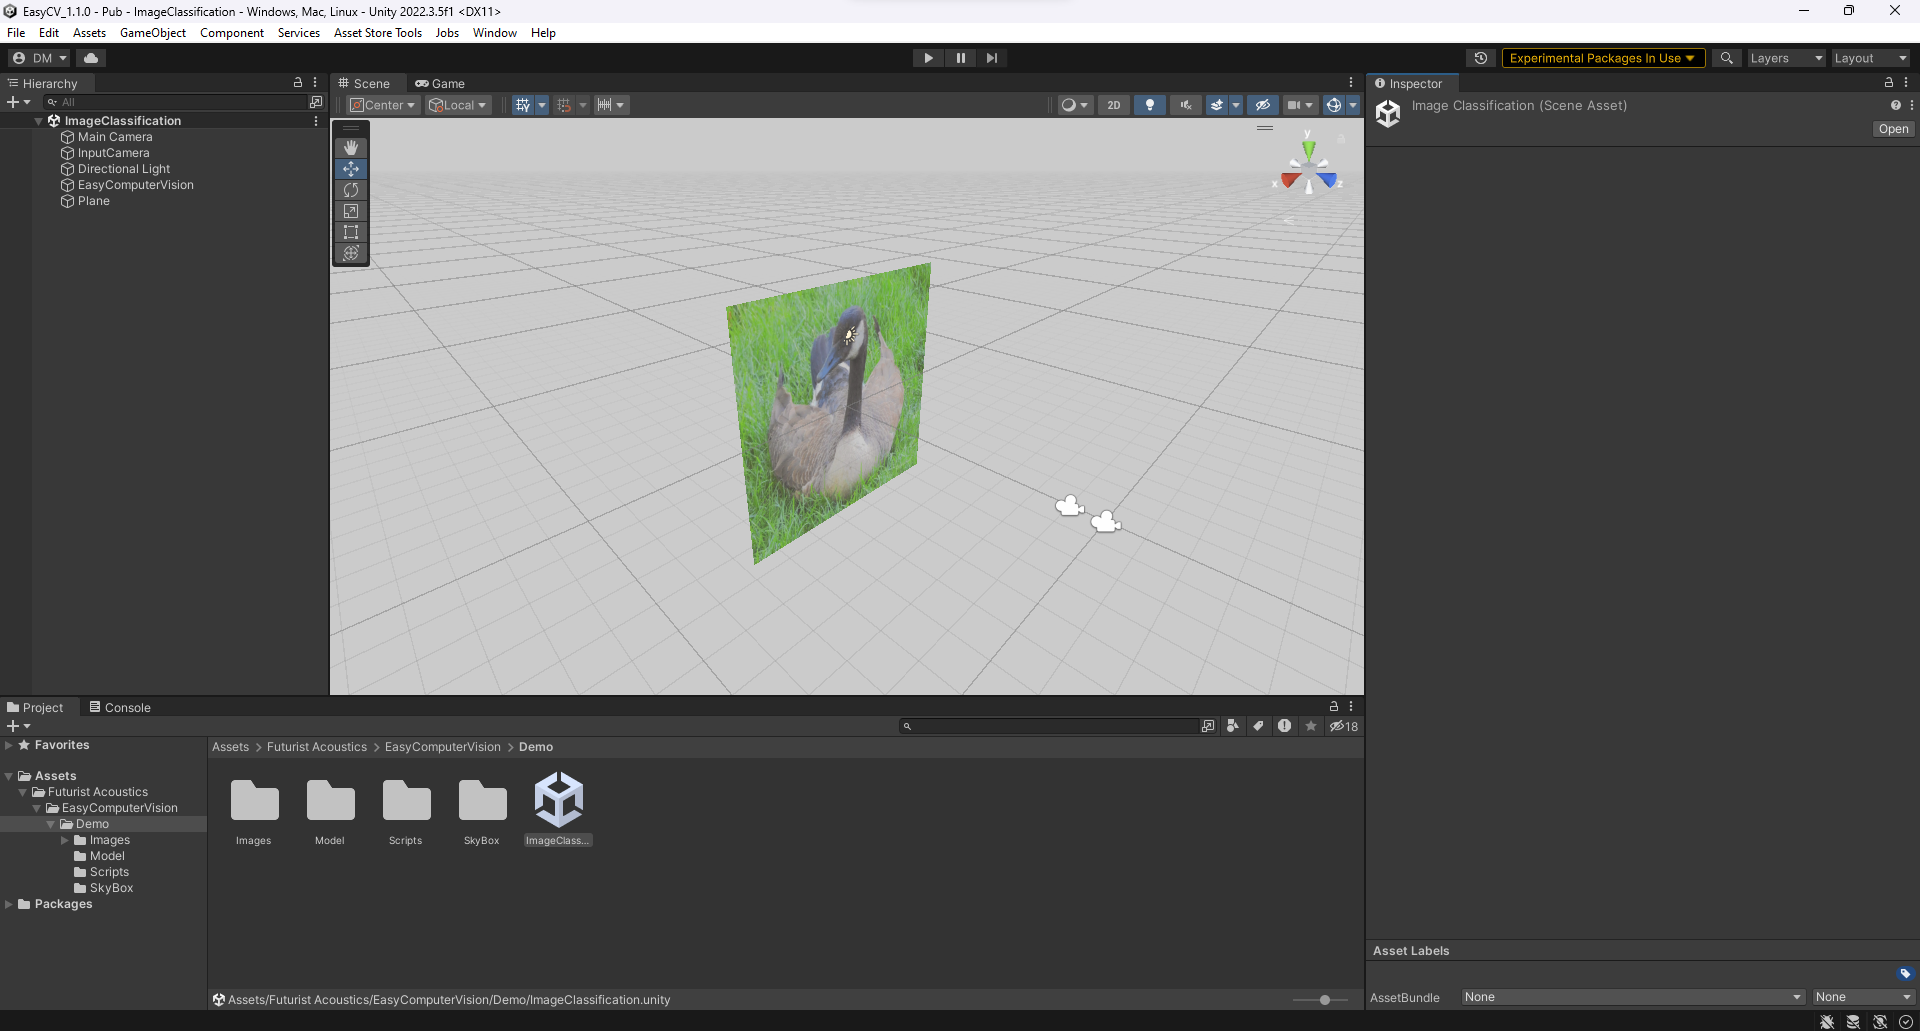 EasyCV_1.1.0 - Pub - ImageClassification - Windows, Mac, Linux - Unity 2022.3.5f1 <DX11>
File Edit Assets GameObject Component Services Asset Store Tools Jobs Window Help
DM Experimental Packages In Use Layers Layout
Hierarchy
All
ImageClassification
Main Camera
InputCamera
Directional Light
EasyComputerVision
Plane
Scene Game
Center Local 2D
y
x z
Inspector
Image Classification (Scene Asset)
Open
Project Console
18
Favorites
Assets
Futurist Acoustics
EasyComputerVision
Demo
Images
Model
Scripts
SkyBox
Packages
Assets > Futurist Acoustics > EasyComputerVision > Demo
Images Model Scripts SkyBox ImageClass...
Assets/Futurist Acoustics/EasyComputerVision/Demo/ImageClassification.unity
Asset Labels
AssetBundle None None